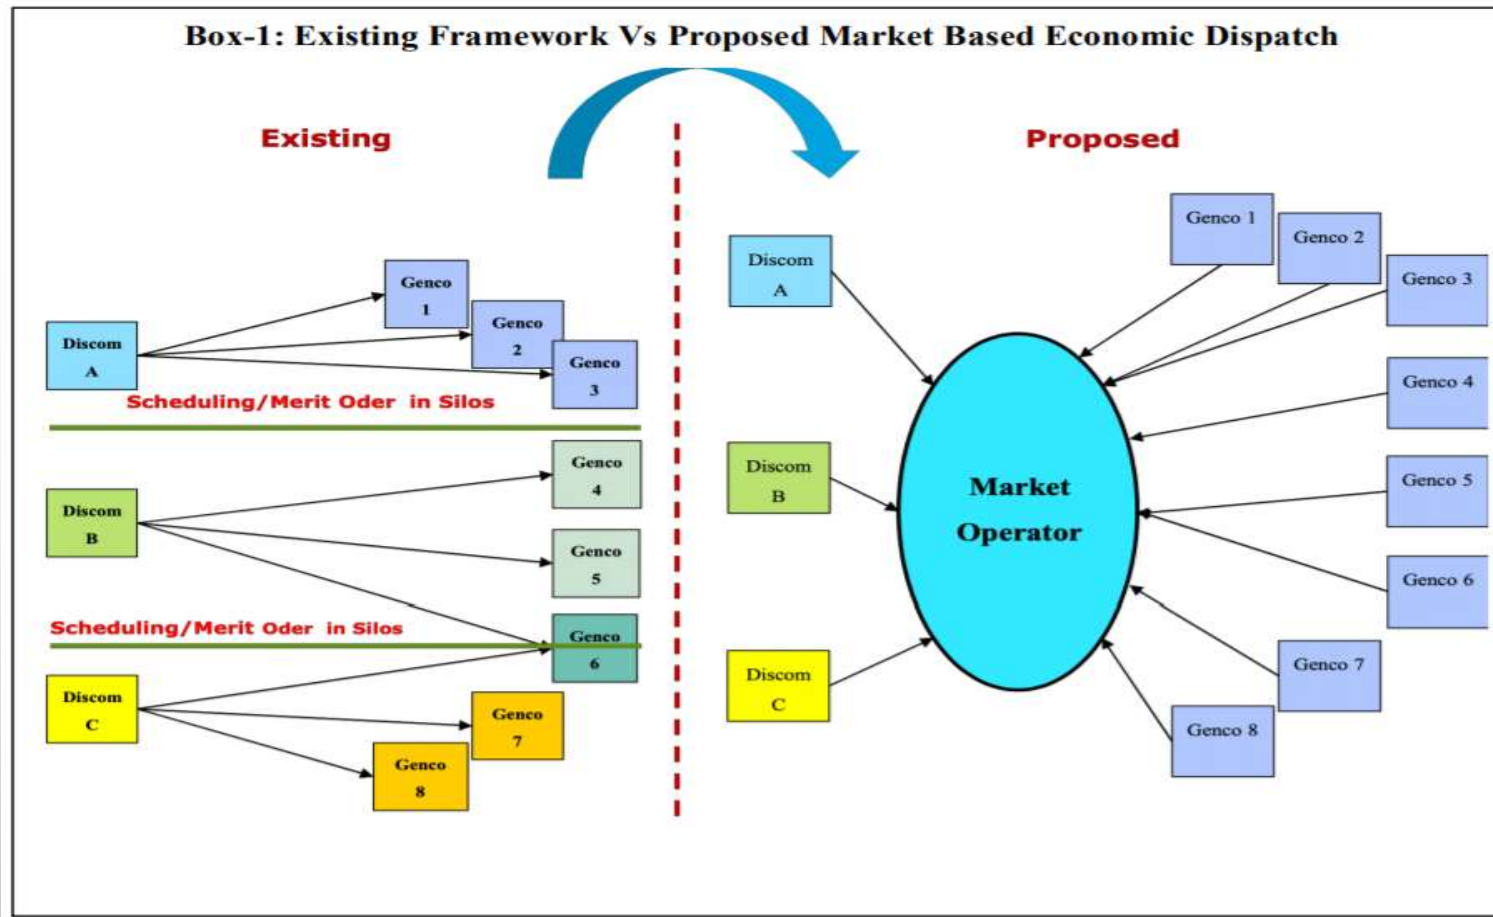 Box-1: Existing Framework Vs Proposed Market Based Economic Dispatch
Existing
Genco
1
Genco
2
Genco
3
Discom
A
Scheduling/Merit Oder in Silos
Genco
4
Discom
B
Genco
5
Scheduling/Merit Oder in Silos
Genco
6
Discom
C
Genco
7
Genco
8
Proposed
Discom
A
Discom
B
Discom
C
Market
Operator
Genco 1
Genco 2
Genco 3
Genco 4
Genco 5
Genco 6
Genco 7
Genco 8